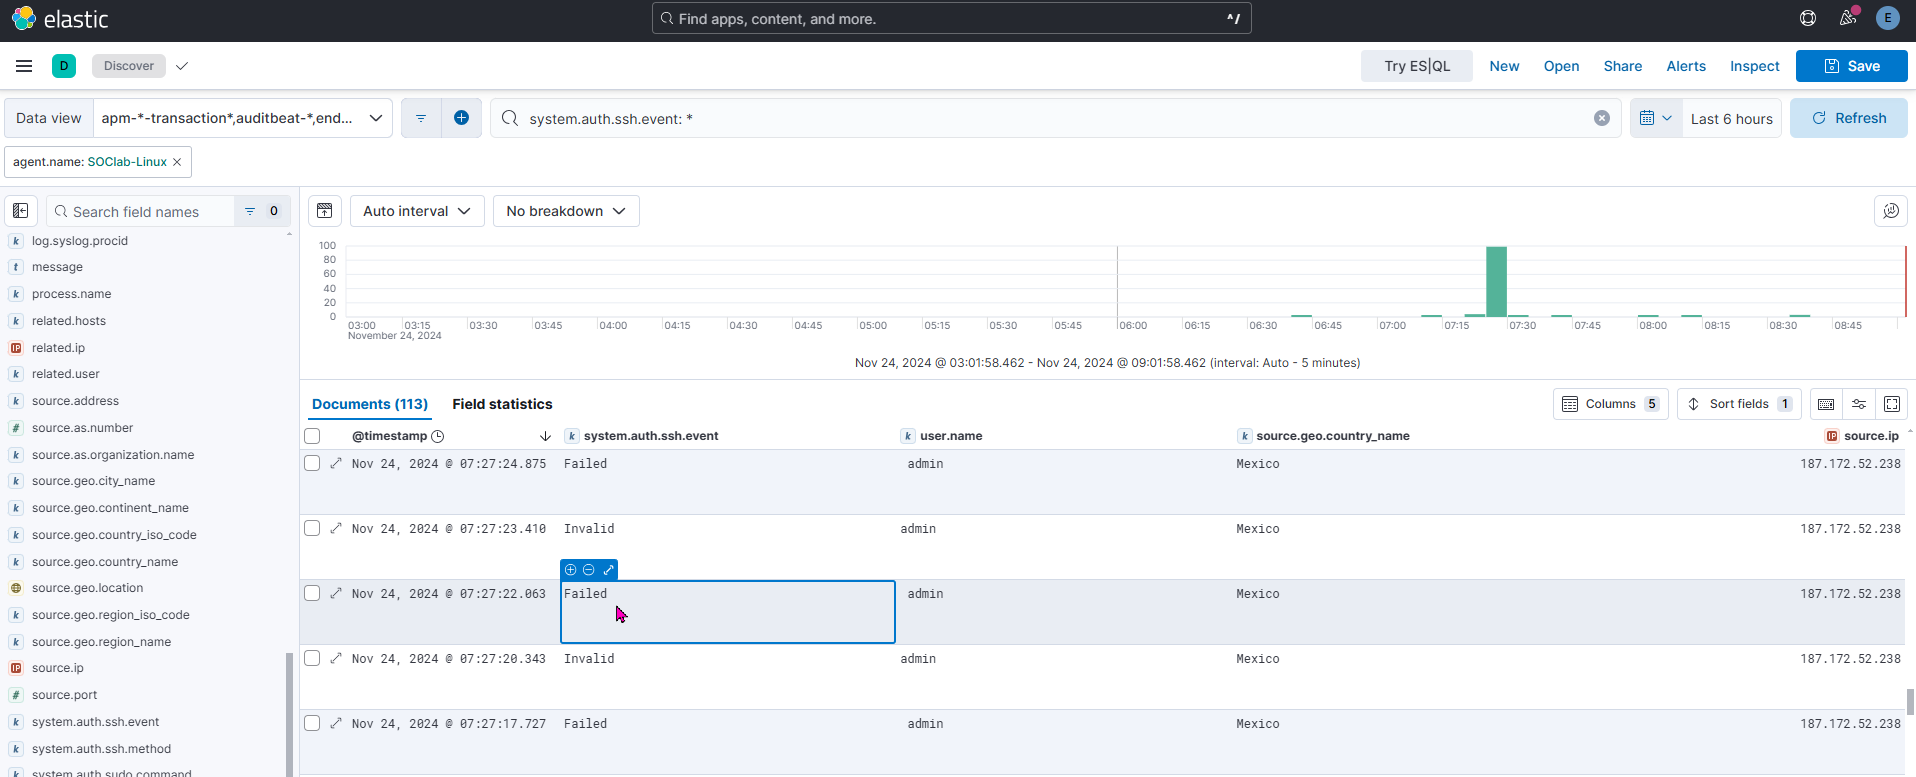 elastic
Find apps, content, and more.
^/
E
D
Discover
Try ES|QL
New
Open
Share
Alerts
Inspect
Save
Data view
apm-*-transaction*,auditbeat-*,end...
system.auth.ssh.event: *
Last 6 hours
Refresh
agent.name: SOClab-Linux
Search field names
0
Auto interval
No breakdown
k log.syslog.procid
t message
k process.name
k related.hosts
IP related.ip
k related.user
k source.address
# source.as.number
k source.as.organization.name
k source.geo.city_name
k source.geo.continent_name
k source.geo.country_iso_code
k source.geo.country_name
source.geo.location
k source.geo.region_iso_code
k source.geo.region_name
IP source.ip
# source.port
k system.auth.ssh.event
k system.auth.ssh.method
k system.auth.sudo.command
100
80
60
40
20
0
03:00 03:15 03:30 03:45 04:00 04:15 04:30 04:45 05:00 05:15 05:30 05:45 06:00 06:15 06:30 06:45 07:00 07:15 07:30 07:45 08:00 08:15 08:30 08:45
November 24, 2024
Nov 24, 2024 @ 03:01:58.462 - Nov 24, 2024 @ 09:01:58.462 (interval: Auto - 5 minutes)
Documents (113)
Field statistics
Columns 5
Sort fields 1
@timestamp k system.auth.ssh.event k user.name k source.geo.country_name IP source.ip
Nov 24, 2024 @ 07:27:24.875 Failed admin Mexico 187.172.52.238
Nov 24, 2024 @ 07:27:23.410 Invalid admin Mexico 187.172.52.238
Nov 24, 2024 @ 07:27:22.063 Failed admin Mexico 187.172.52.238
Nov 24, 2024 @ 07:27:20.343 Invalid admin Mexico 187.172.52.238
Nov 24, 2024 @ 07:27:17.727 Failed admin Mexico 187.172.52.238